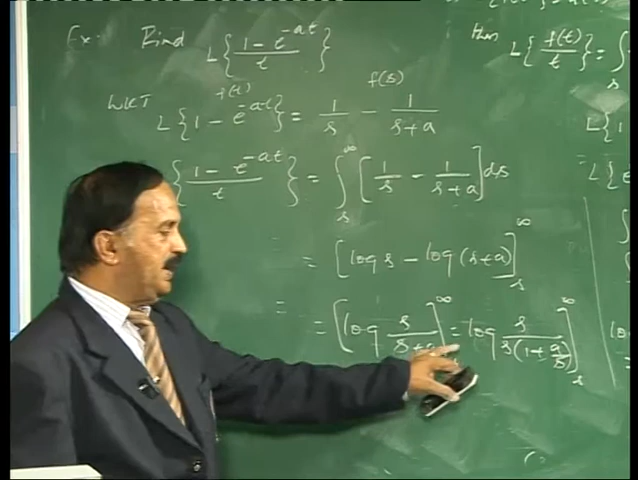 Ex: Find L{(1 - e^{-at})/t}
then L{f(t)/t} = ∫_s
f(t) f(s)
WKT L{1 - e^{-at}} = 1/s - 1/(s+a)
{(1 - e^{-at})/t} = ∫_s^∞ [1/s - 1/(s+a)] ds
= [log s - log (s+a)]_s^∞
=
= [log s/(s+a)]^∞ = log s/(s(1+a/s))]_s^∞